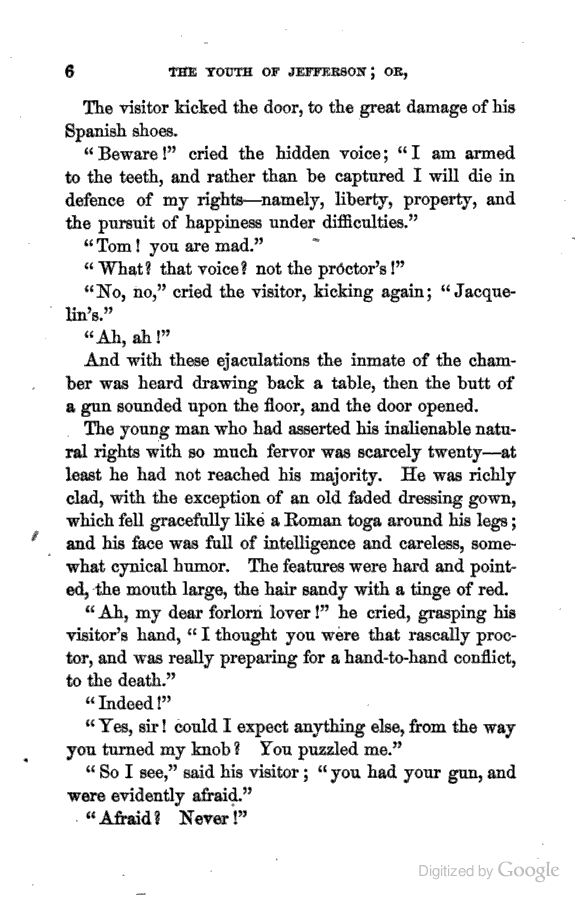 6 THE YOUTH OF JEFFERSON; OR,
The visitor kicked the door, to the great damage of his
Spanish shoes.
"Beware!" cried the hidden voice; "I am armed
to the teeth, and rather than be captured I will die in
defence of my rights—namely, liberty, property, and
the pursuit of happiness under difficulties."
"Tom! you are mad."
"What? that voice? not the proctor's!"
"No, no," cried the visitor, kicking again; "Jacque-
lin's."
"Ah, ah!"
And with these ejaculations the inmate of the cham-
ber was heard drawing back a table, then the butt of
a gun sounded upon the floor, and the door opened.
The young man who had asserted his inalienable natu-
ral rights with so much fervor was scarcely twenty—at
least he had not reached his majority. He was richly
clad, with the exception of an old faded dressing gown,
which fell gracefully like a Roman toga around his legs;
and his face was full of intelligence and careless, some-
what cynical humor. The features were hard and point-
ed, the mouth large, the hair sandy with a tinge of red.
"Ah, my dear forlorn lover!" he cried, grasping his
visitor's hand, "I thought you were that rascally proc-
tor, and was really preparing for a hand-to-hand conflict,
to the death."
"Indeed!"
"Yes, sir! could I expect anything else, from the way
you turned my knob? You puzzled me."
"So I see," said his visitor; "you had your gun, and
were evidently afraid."
"Afraid? Never!"
Digitized by Google